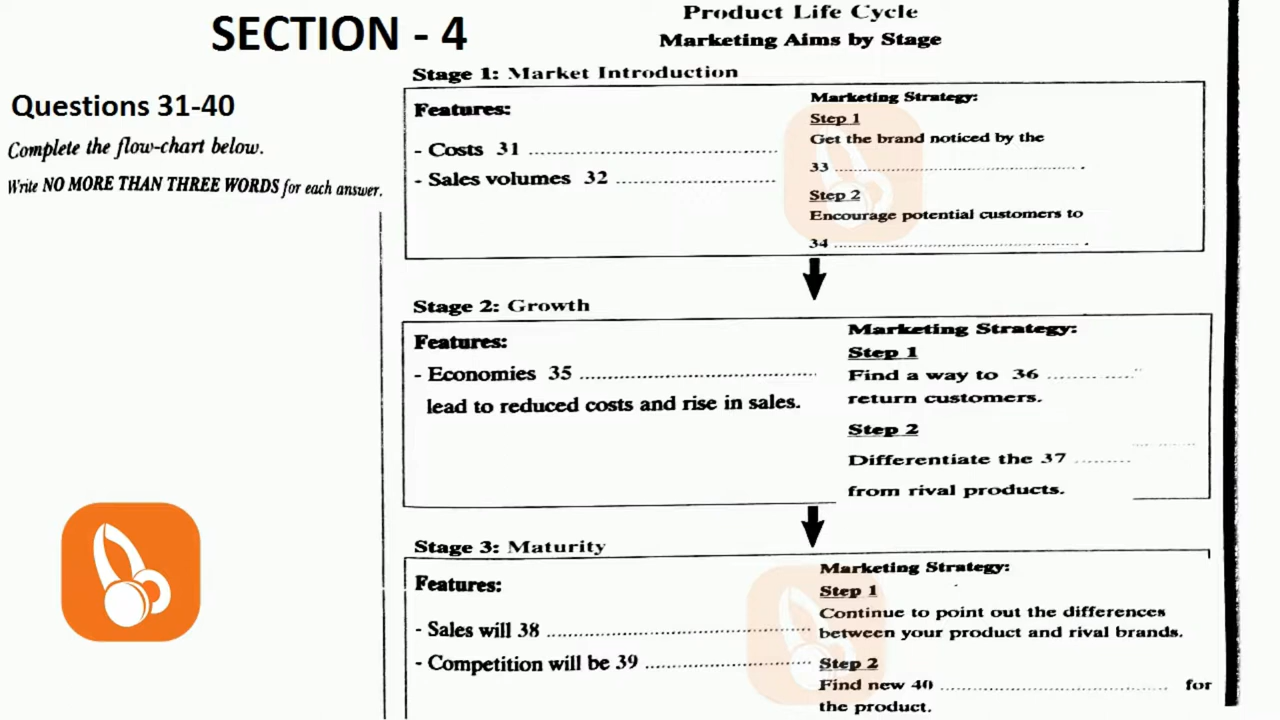 SECTION - 4
Questions 31-40
Complete the flow-chart below.
Write NO MORE THAN THREE WORDS for each answer.
Product Life Cycle
Marketing Aims by Stage
Stage 1: Market Introduction
Features:
- Costs 31 ..............................
- Sales volumes 32 ..............................
Marketing Strategy:
Step 1
Get the brand noticed by the
33 .............................. .
Step 2
Encourage potential customers to
34 .............................. .
Stage 2: Growth
Features:
- Economies 35 ..............................
lead to reduced costs and rise in sales.
Marketing Strategy:
Step 1
Find a way to 36 ..............
return customers.
Step 2
Differentiate the 37 ..............
from rival products.
Stage 3: Maturity
Features:
- Sales will 38 ..............................
- Competition will be 39 ..............................
Marketing Strategy:
Step 1
Continue to point out the differences
between your product and rival brands.
Step 2
Find new 40 .............................. for
the product.